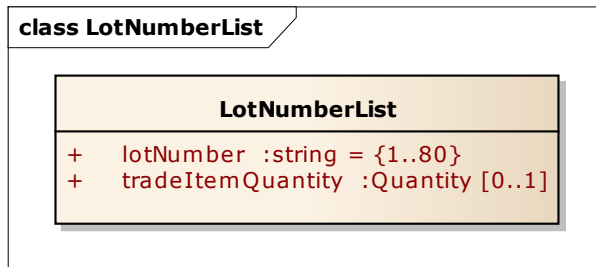 class LotNumberList
LotNumberList
+ lotNumber :string = {1..80}
+ tradeItemQuantity :Quantity [0..1]